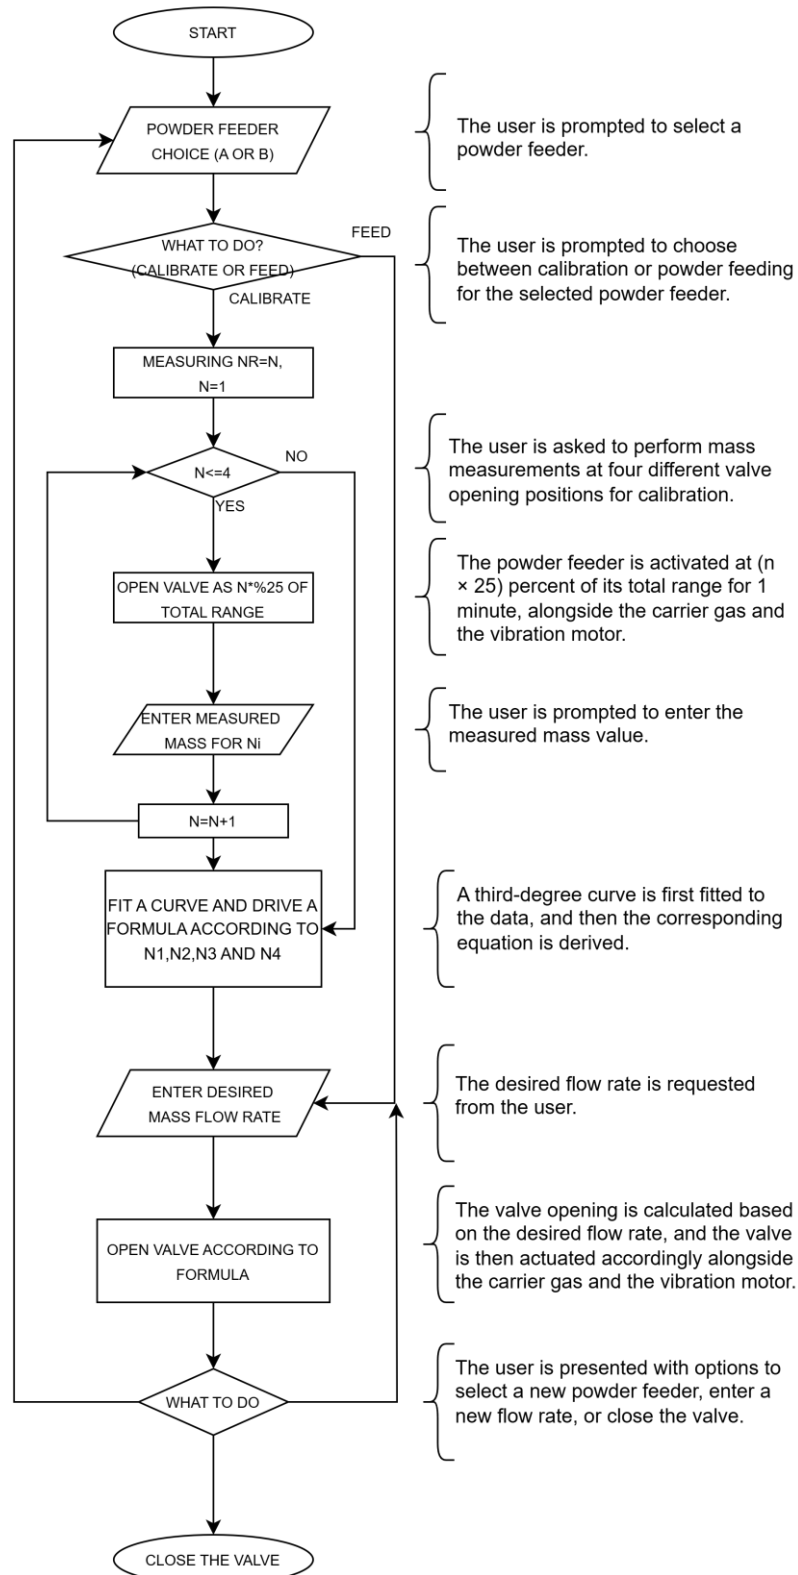 START
POWDER FEEDER
CHOICE (A OR B)
The user is prompted to select a
powder feeder.
FEED
WHAT TO DO?
(CALIBRATE OR FEED)
CALIBRATE
The user is prompted to choose
between calibration or powder feeding
for the selected powder feeder.
MEASURING NR=N,
N=1
NO
N<=4
YES
The user is asked to perform mass
measurements at four different valve
opening positions for calibration.
OPEN VALVE AS N*%25 OF
TOTAL RANGE
The powder feeder is activated at (n
× 25) percent of its total range for 1
minute, alongside the carrier gas and
the vibration motor.
ENTER MEASURED
MASS FOR Ni
The user is prompted to enter the
measured mass value.
N=N+1
FIT A CURVE AND DRIVE A
FORMULA ACCORDING TO
N1,N2,N3 AND N4
A third-degree curve is first fitted to
the data, and then the corresponding
equation is derived.
ENTER DESIRED
MASS FLOW RATE
The desired flow rate is requested
from the user.
OPEN VALVE ACCORDING TO
FORMULA
The valve opening is calculated based
on the desired flow rate, and the valve
is then actuated accordingly alongside
the carrier gas and the vibration motor.
WHAT TO DO
The user is presented with options to
select a new powder feeder, enter a
new flow rate, or close the valve.
CLOSE THE VALVE